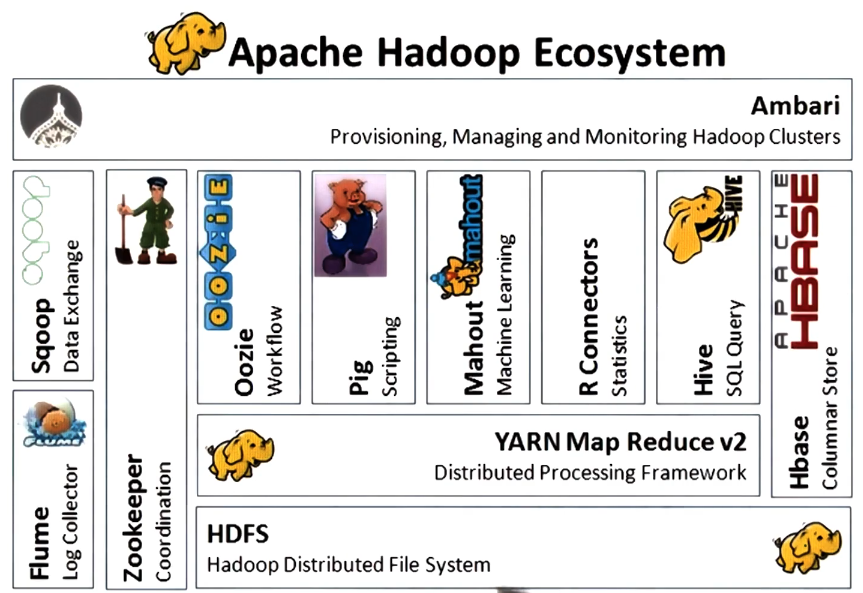 Apache Hadoop Ecosystem
Ambari
Provisioning, Managing and Monitoring Hadoop Clusters
Sqoop
Data Exchange
Flume
Log Collector
Zookeeper
Coordination
OOZIE
Oozie
Workflow
Pig
Scripting
mahout
Mahout
Machine Learning
R Connectors
Statistics
HIVE
Hive
SQL Query
APACHE
HBASE
Hbase
Columnar Store
YARN Map Reduce v2
Distributed Processing Framework
HDFS
Hadoop Distributed File System